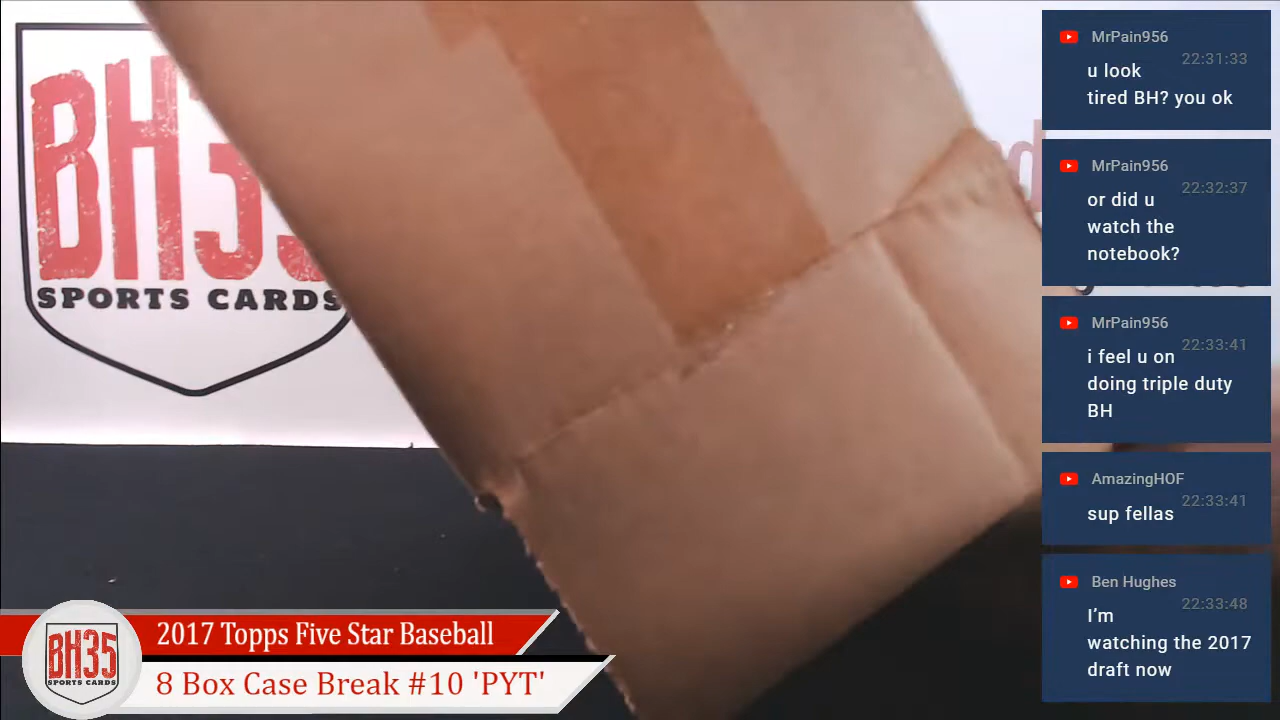 BH35
SPORTS CARDS
MrPain956
22:31:33
u look
tired BH? you ok
MrPain956
22:32:37
or did u
watch the
notebook?
MrPain956
22:33:41
i feel u on
doing triple duty
BH
AmazingHOF
22:33:41
sup fellas
Ben Hughes
22:33:48
I'm
watching the 2017
draft now
BH35
SPORTS CARDS
2017 Topps Five Star Baseball
8 Box Case Break #10 'PYT'